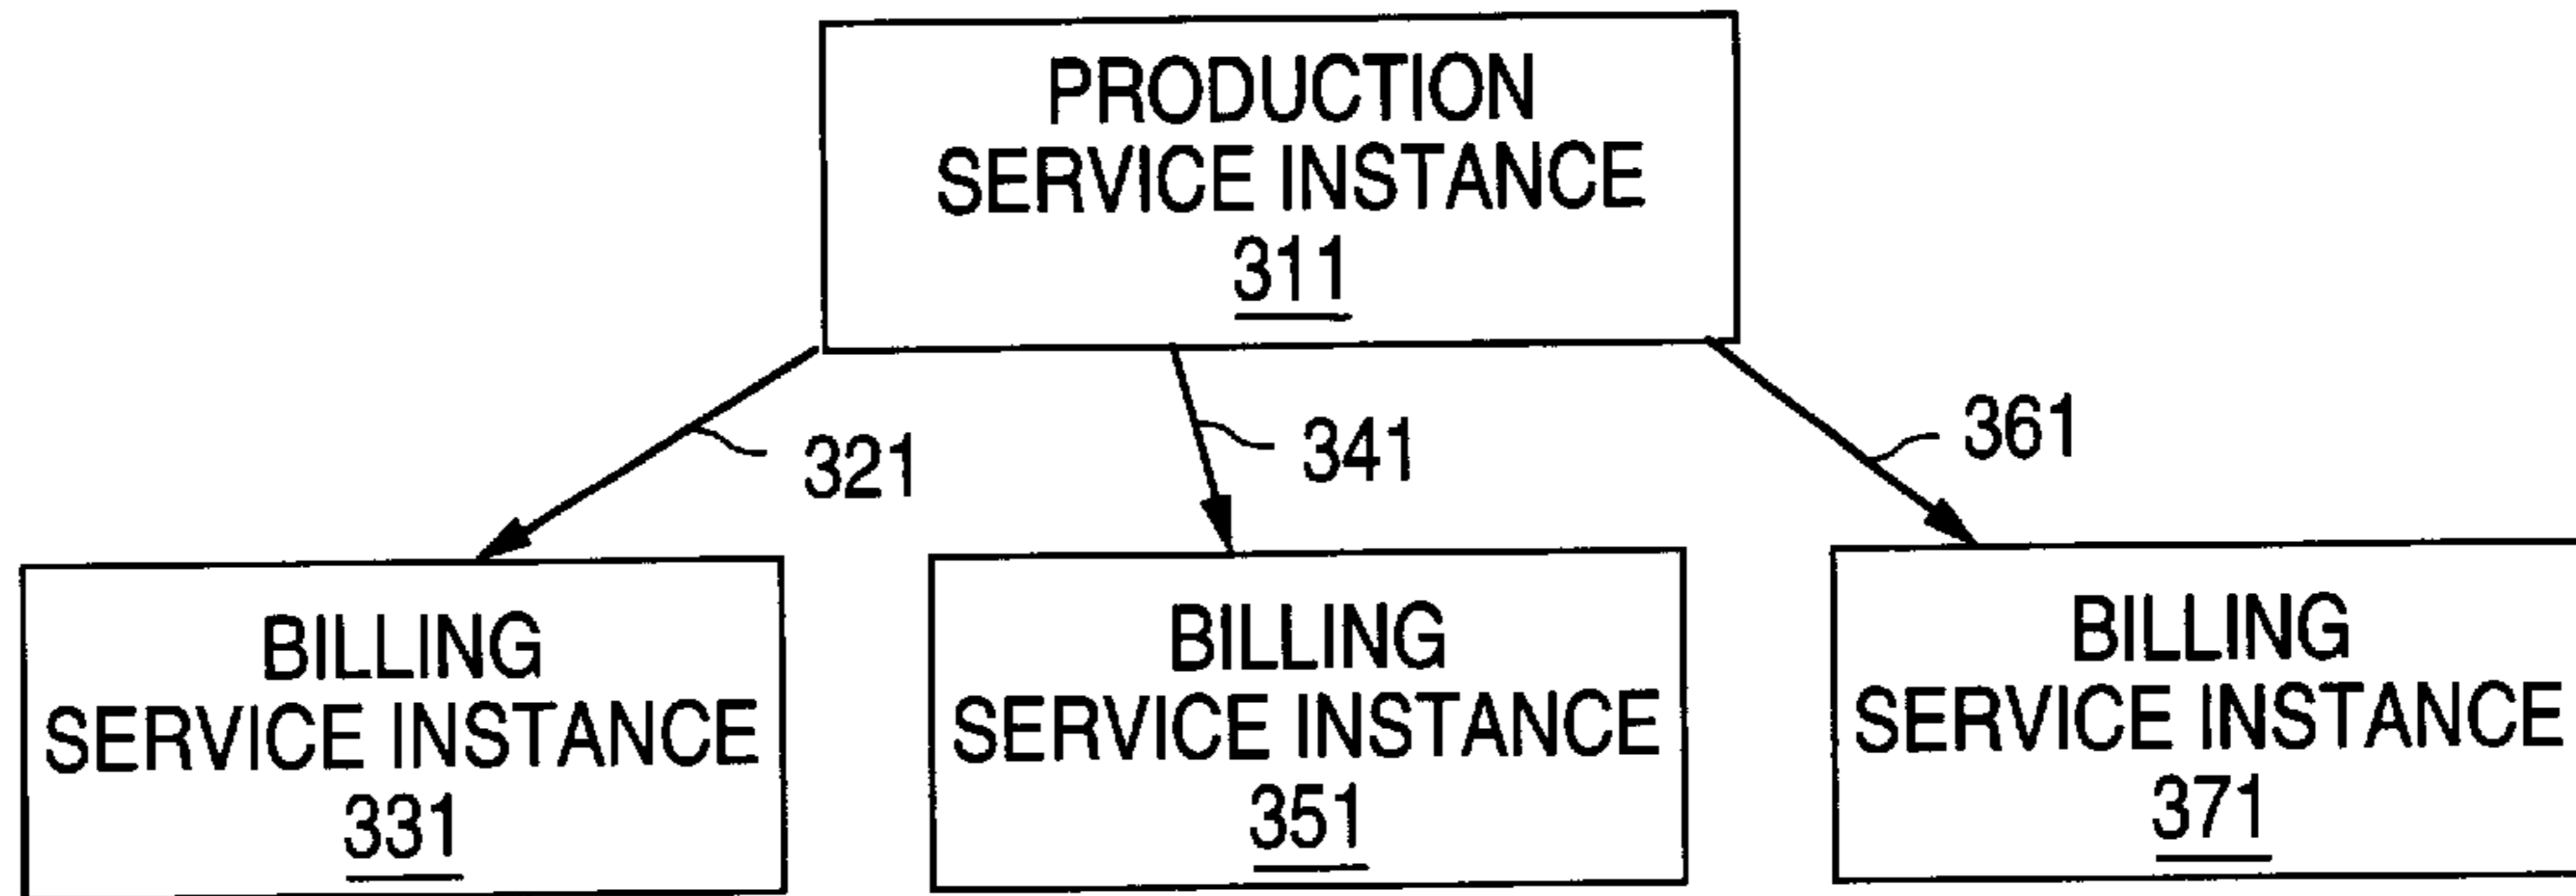 PRODUCTION
SERVICE INSTANCE
311
321
341
361
BILLING
SERVICE INSTANCE
331
BILLING
SERVICE INSTANCE
351
BILLING
SERVICE INSTANCE
371